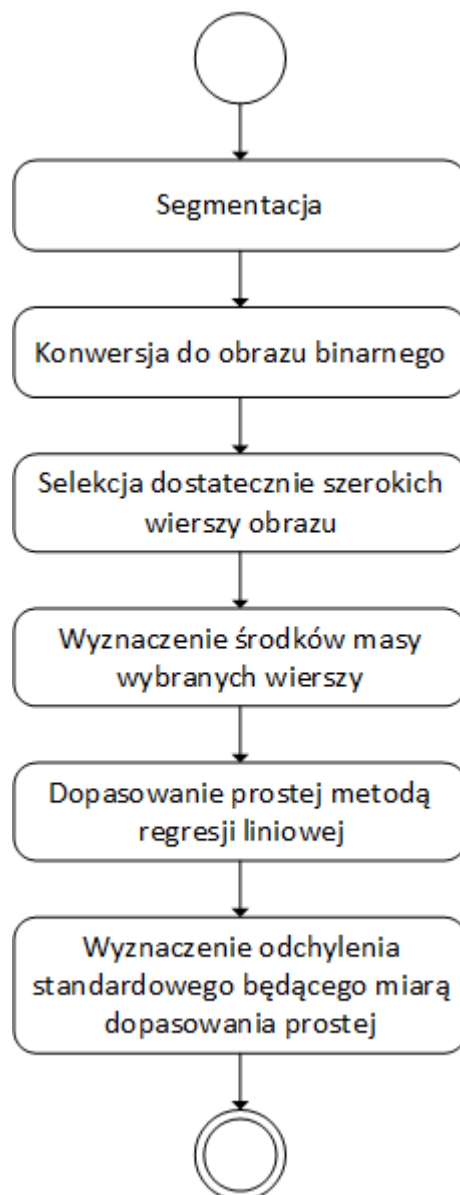 Segmentacja
Konwersja do obrazu binarnego
Selekcja dostatecznie szerokich
wierszy obrazu
Wyznaczenie środków masy
wybranych wierszy
Dopasowanie prostej metodą
regresji liniowej
Wyznaczenie odchylenia
standardowego będącego miarą
dopasowania prostej